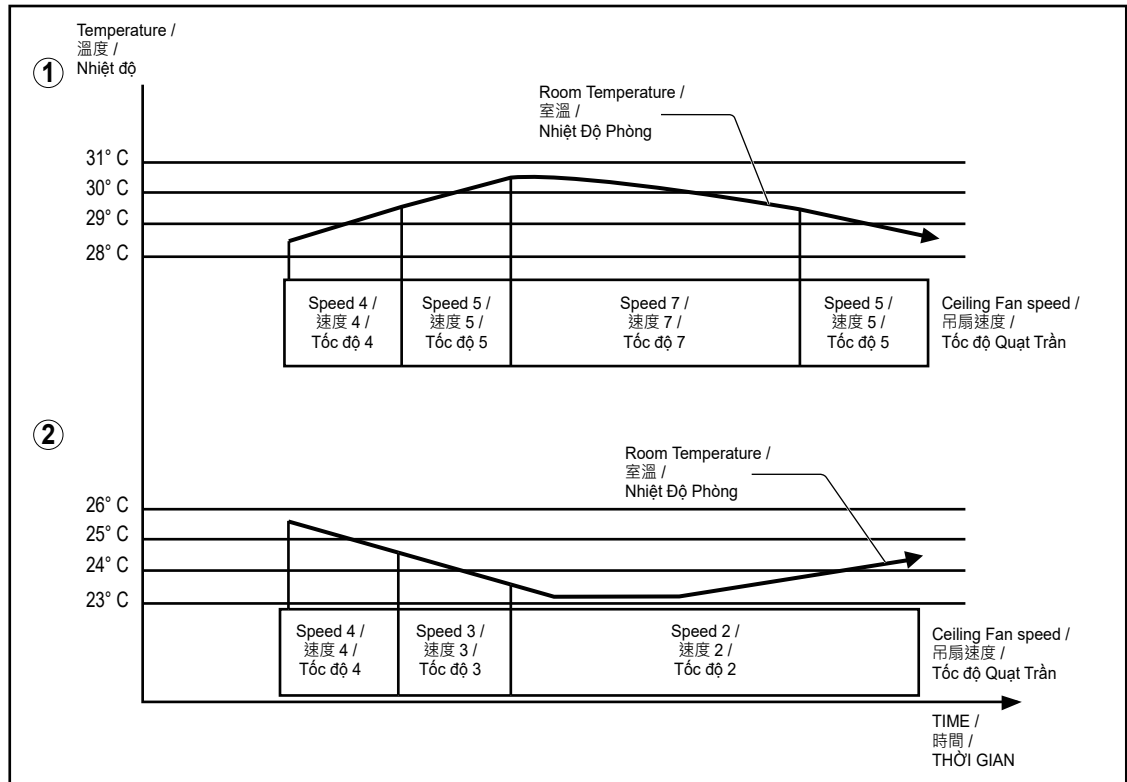 Temperature /
溫度 /
Nhiệt độ
1
Room Temperature /
室溫 /
Nhiệt Độ Phòng
31° C
30° C
29° C
28° C
Speed 4 /
速度 4 /
Tốc độ 4
Speed 5 /
速度 5 /
Tốc độ 5
Speed 7 /
速度 7 /
Tốc độ 7
Speed 5 /
速度 5 /
Tốc độ 5
Ceiling Fan speed /
吊扇速度 /
Tốc độ Quạt Trần
2
Room Temperature /
室溫 /
Nhiệt Độ Phòng
26° C
25° C
24° C
23° C
Speed 4 /
速度 4 /
Tốc độ 4
Speed 3 /
速度 3 /
Tốc độ 3
Speed 2 /
速度 2 /
Tốc độ 2
Ceiling Fan speed /
吊扇速度 /
Tốc độ Quạt Trần
TIME /
時間 /
THỜI GIAN